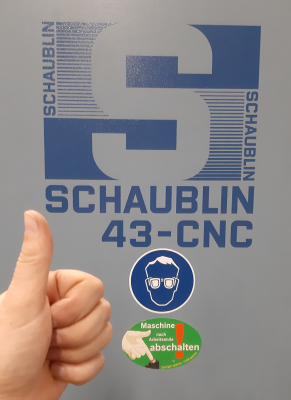 SCHAUBLIN
SCHAUBLIN
SCHAUBLIN
43-CNC
Maschine
nach
Arbeitsende
abschalten
!